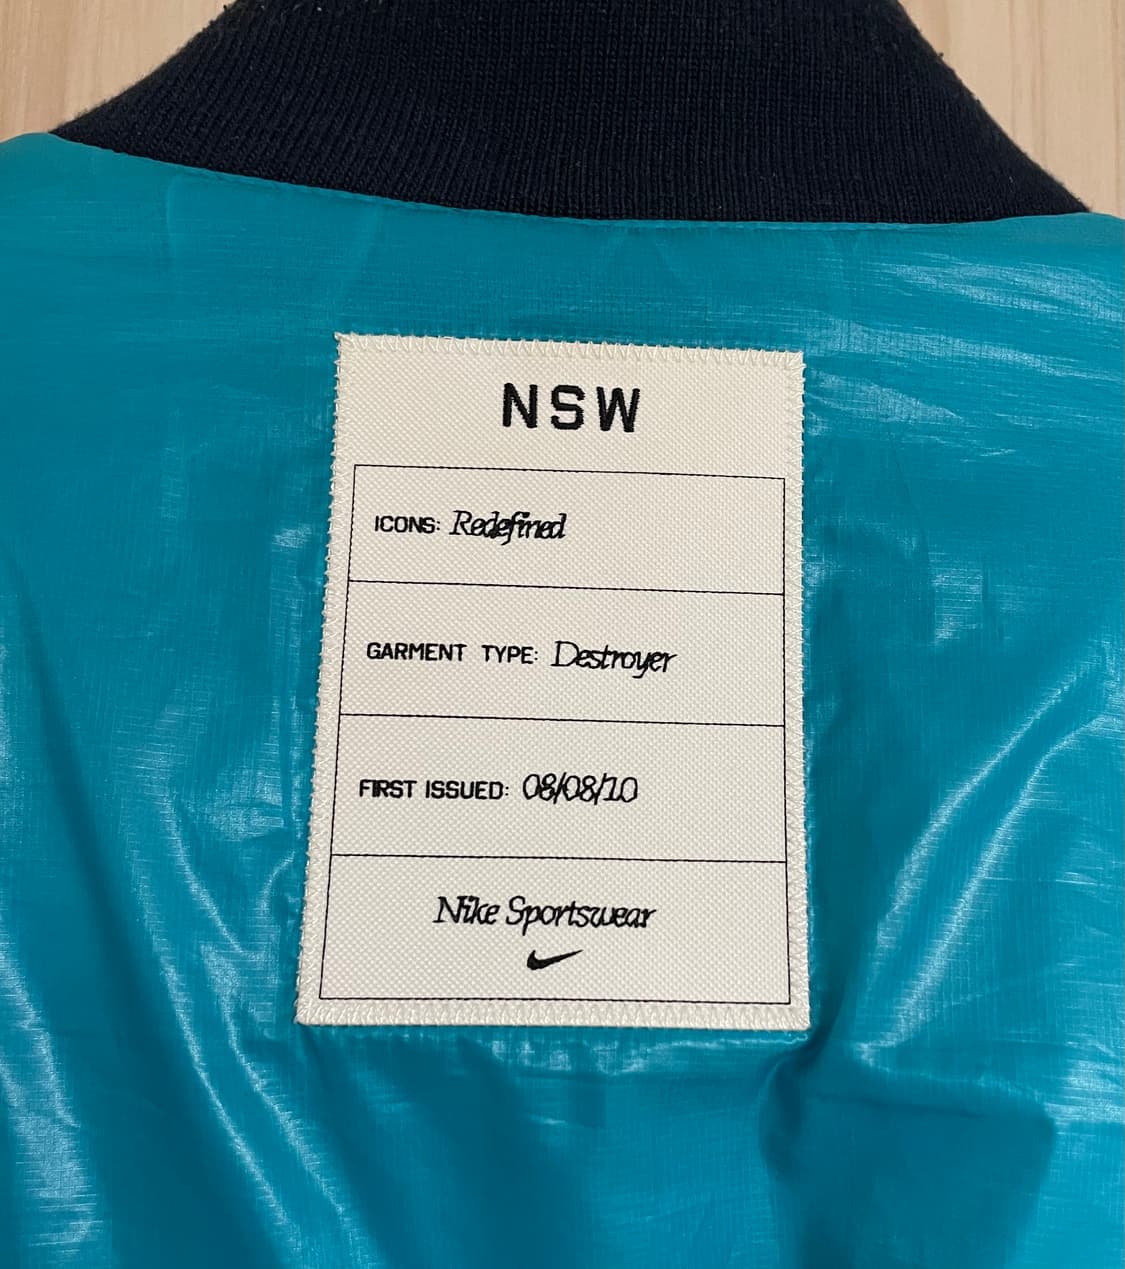 NSW
ICONS: Redefined
GARMENT TYPE: Destroyer
FIRST ISSUED: 08/08/10
Nike Sportswear